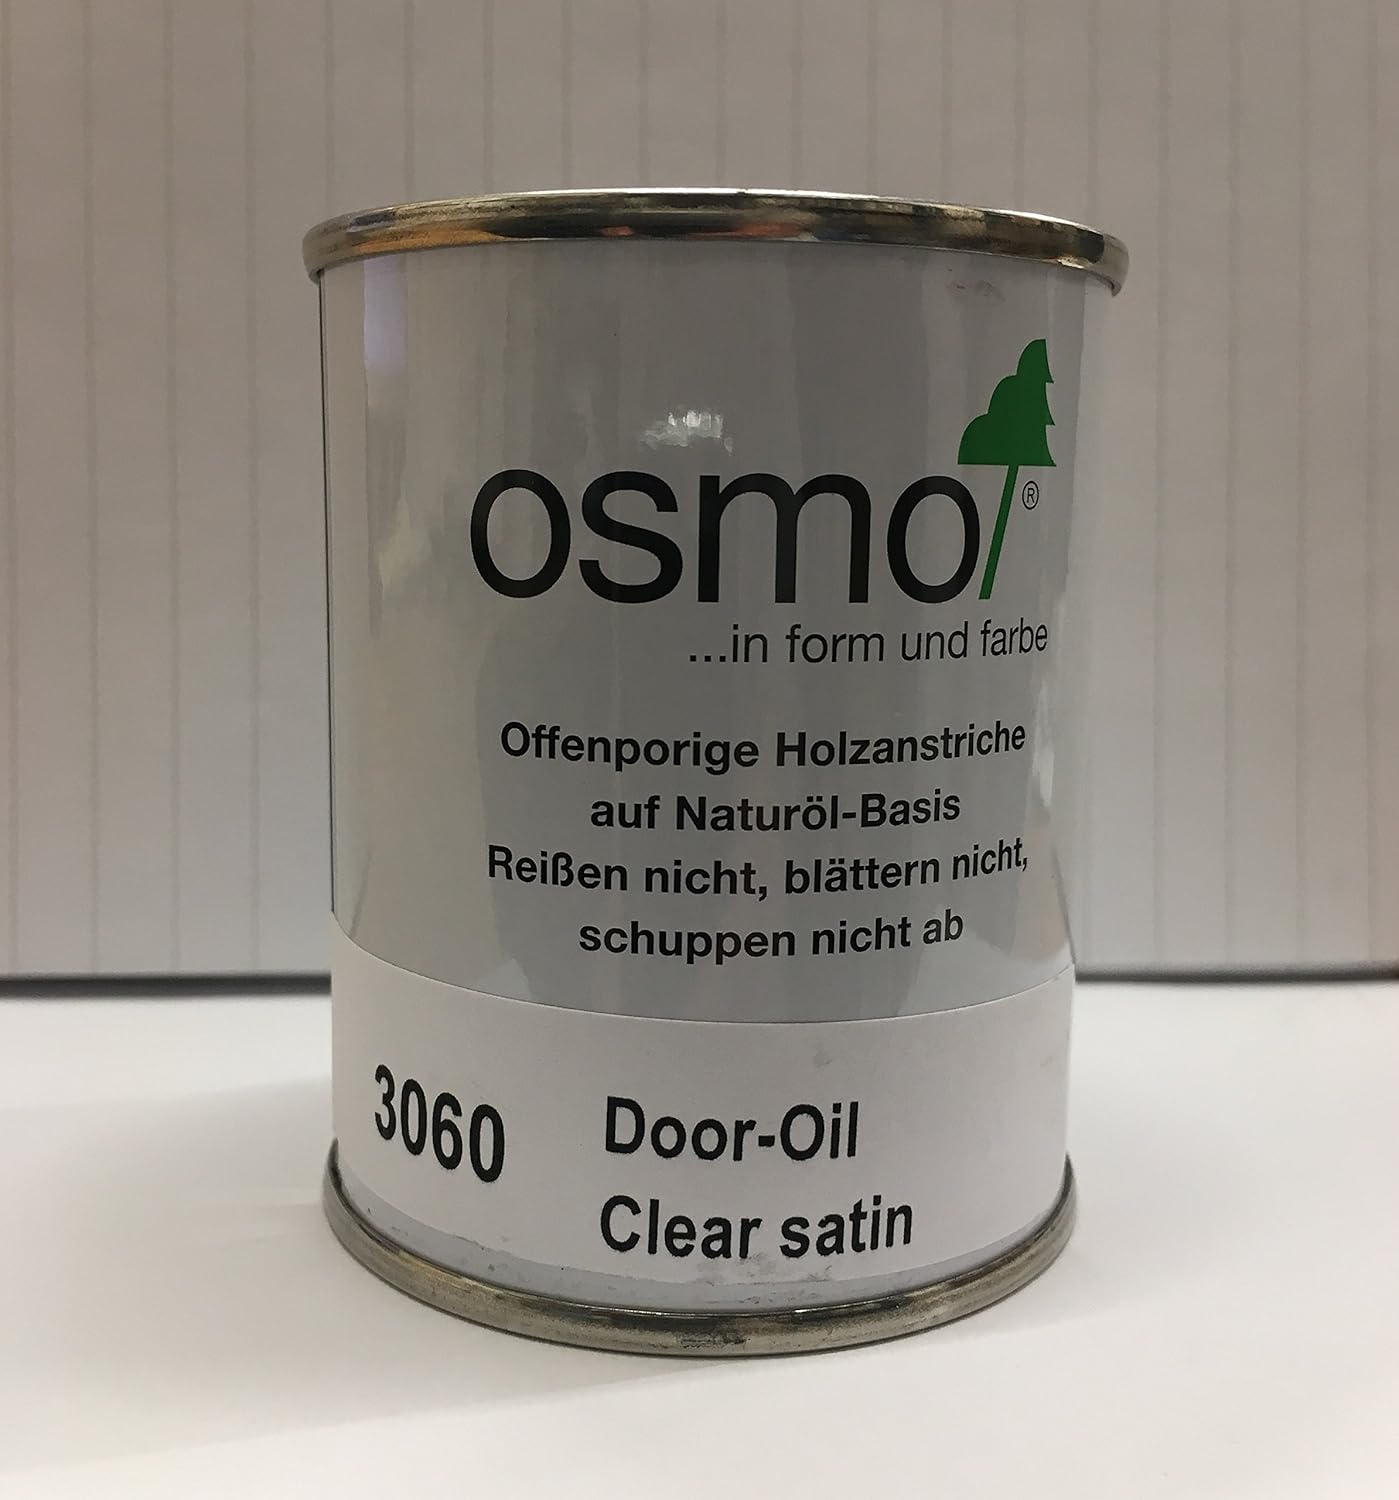 osmo®
...in form und farbe
Offenporige Holzanstriche
auf Naturöl-Basis
Reißen nicht, blättern nicht,
schuppen nicht ab
3060 Door-Oil
Clear satin